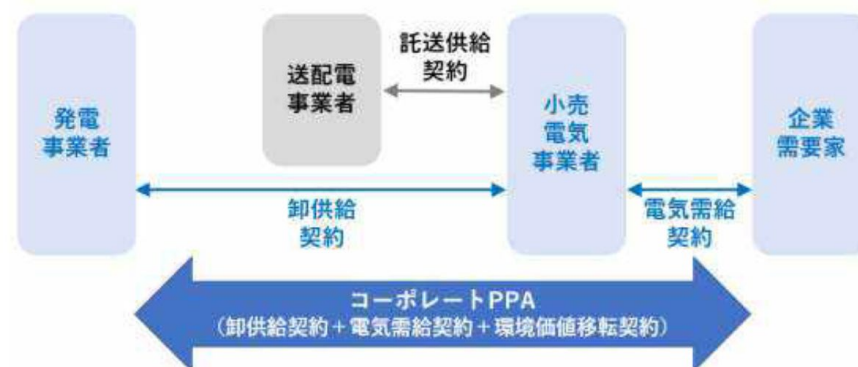 発電
事業者
送配電
事業者
託送供給
契約
小売
電気
事業者
企業
需要家
卸供給
契約
電気需給
契約
コーポレートPPA
（卸供給契約＋電気需給契約＋環境価値移転契約）